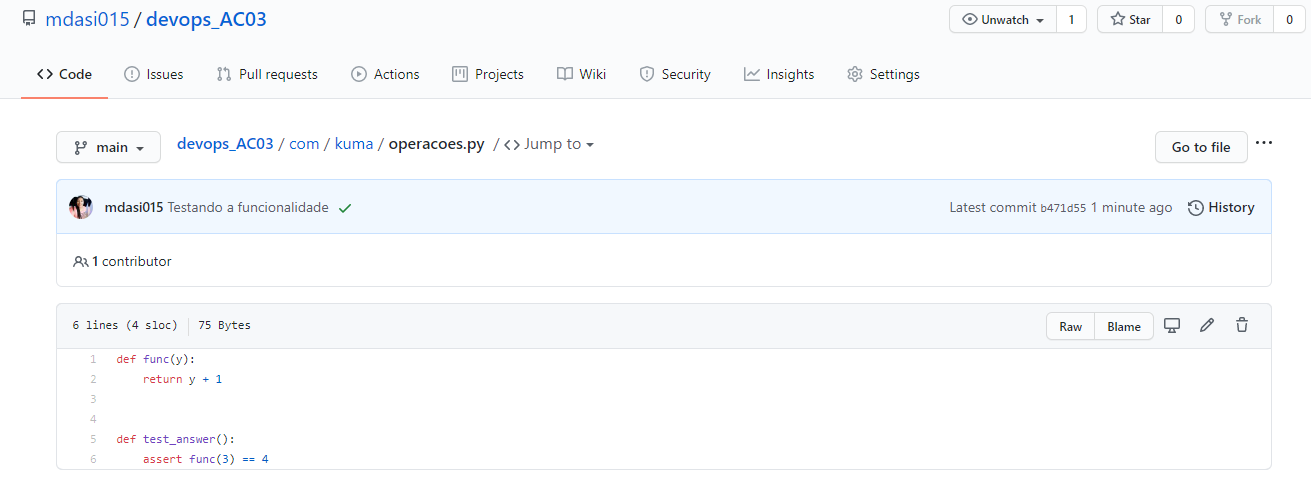 mdasi015 / devops_AC03 Unwatch 1 Star 0 Fork 0
Code Issues Pull requests Actions Projects Wiki Security Insights Settings
main devops_AC03 / com / kuma / operacoes.py / <> Jump to Go to file ...
mdasi015 Testando a funcionalidade Latest commit b471d55 1 minute ago History
1 contributor
6 lines (4 sloc) 75 Bytes Raw Blame
1 def func(y):
2     return y + 1
3
4
5 def test_answer():
6     assert func(3) == 4